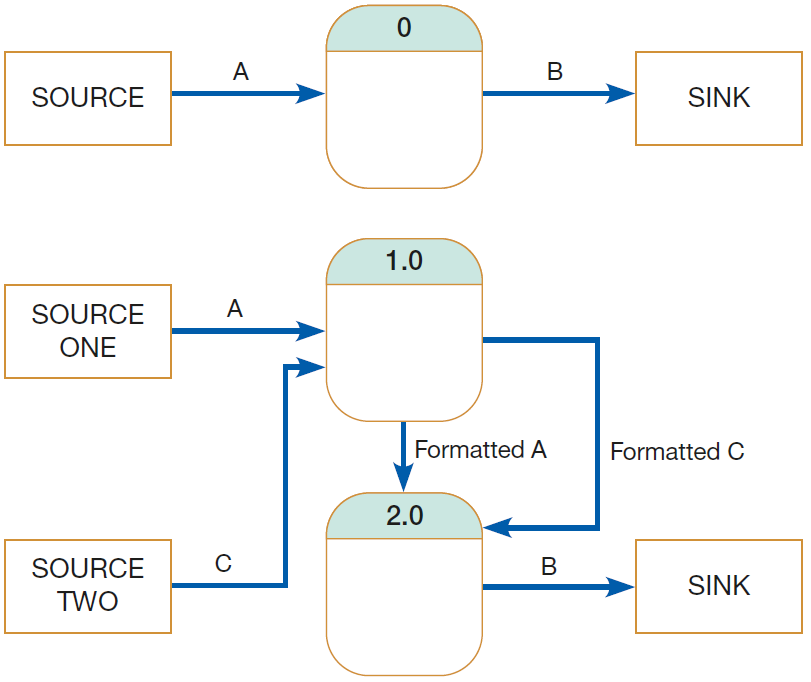 0
A
B
SOURCE
SINK
1.0
A
SOURCE
ONE
Formatted A
Formatted C
2.0
SOURCE
TWO
C
B
SINK